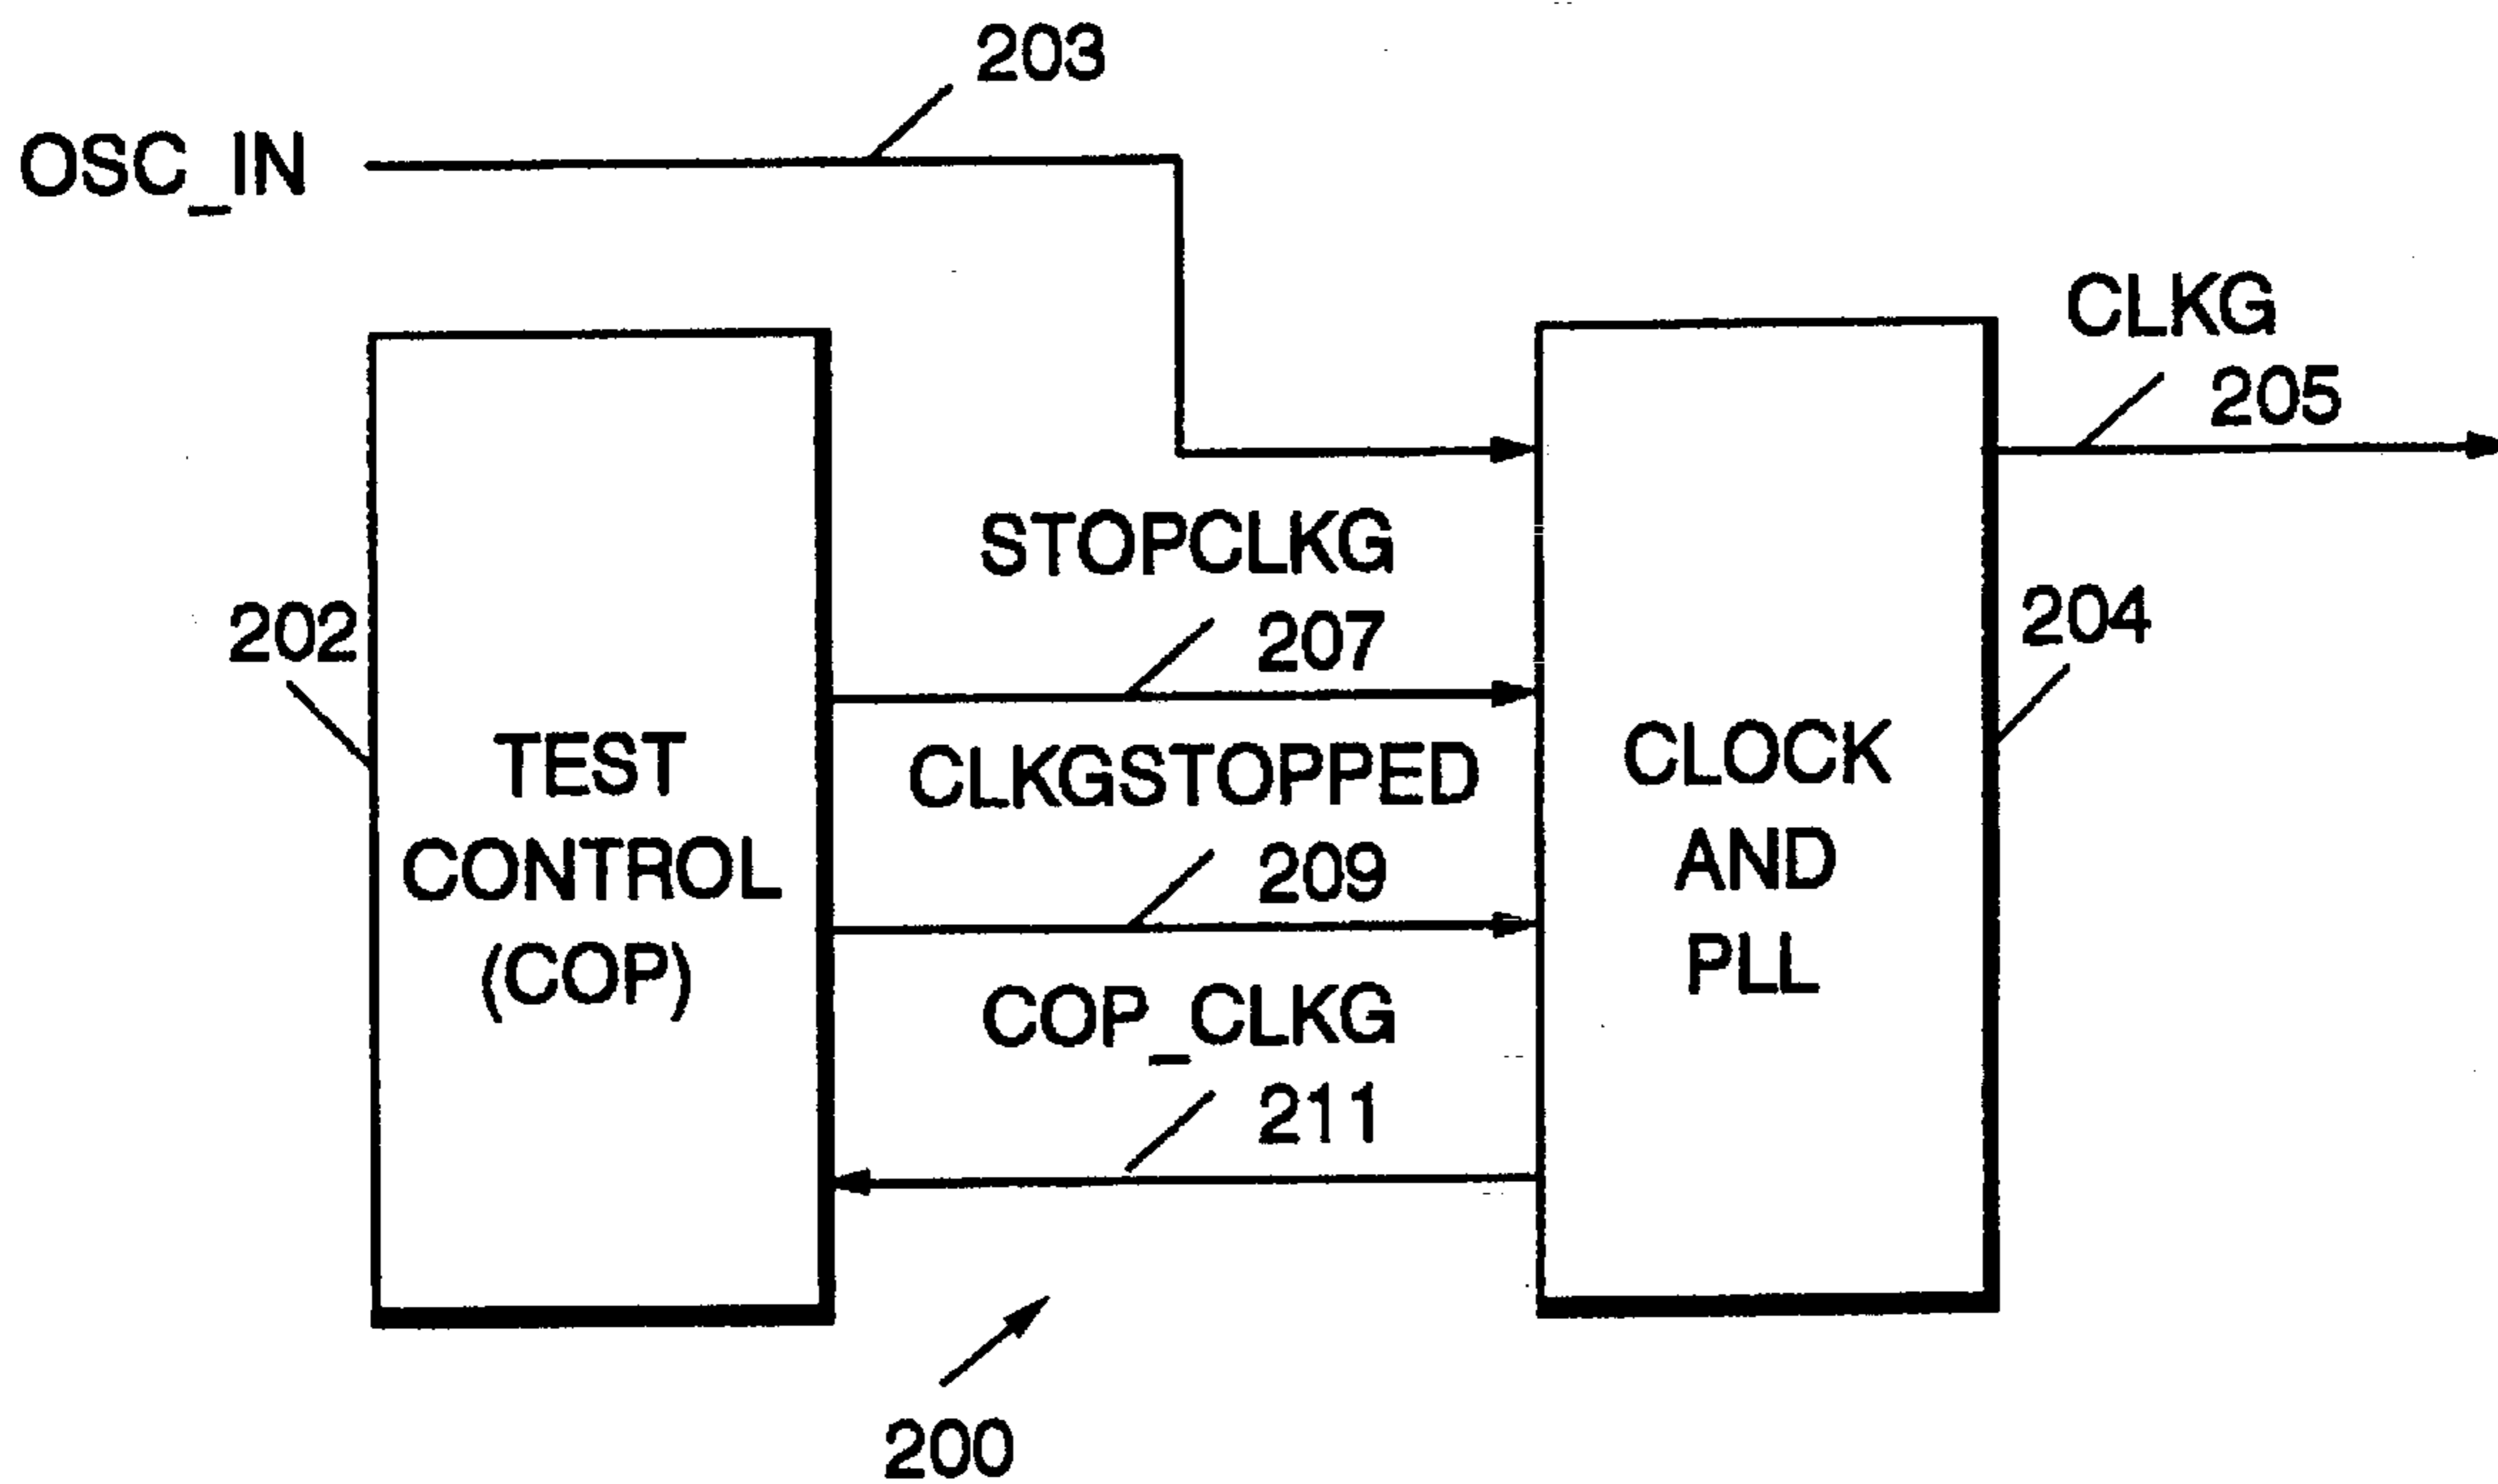 203
OSC_IN
CLKG
205
STOPCLKG
207
202
204
TEST
CONTROL
(COP)
CLKGSTOPPED
209
CLOCK
AND
PLL
COP_CLKG
211
200